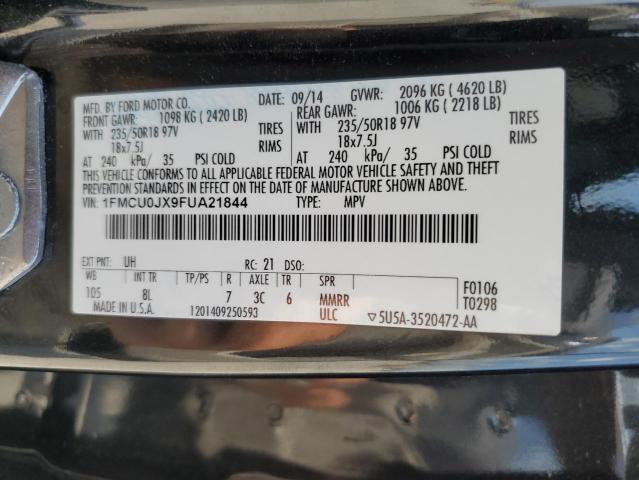 MFD. BY FORD MOTOR CO.
DATE: 09/14 GVWR: 2096 KG ( 4620 LB)
FRONT GAWR: 1098 KG ( 2420 LB)
REAR GAWR: 1006 KG ( 2218 LB)
WITH 235/50R18 97V TIRES
WITH 235/50R18 97V TIRES
18x7.5J RIMS
18x7.5J RIMS
AT 240 kPa/ 35 PSI COLD
AT 240 kPa/ 35 PSI COLD
THIS VEHICLE CONFORMS TO ALL APPLICABLE FEDERAL MOTOR VEHICLE SAFETY AND THEFT
PREVENTION STANDARDS IN EFFECT ON THE DATE OF MANUFACTURE SHOWN ABOVE.
VIN: 1FMCU0JX9FUA21844 TYPE: MPV
EXT PNT: UH RC: 21 DSO:
WB INT TR TP/PS R AXLE TR SPR
105 8L 7 3C 6 MMRR
F0106
T0298
MADE IN U.S.A. 1201409250593 ULC ▽5U5A-3520472-AA